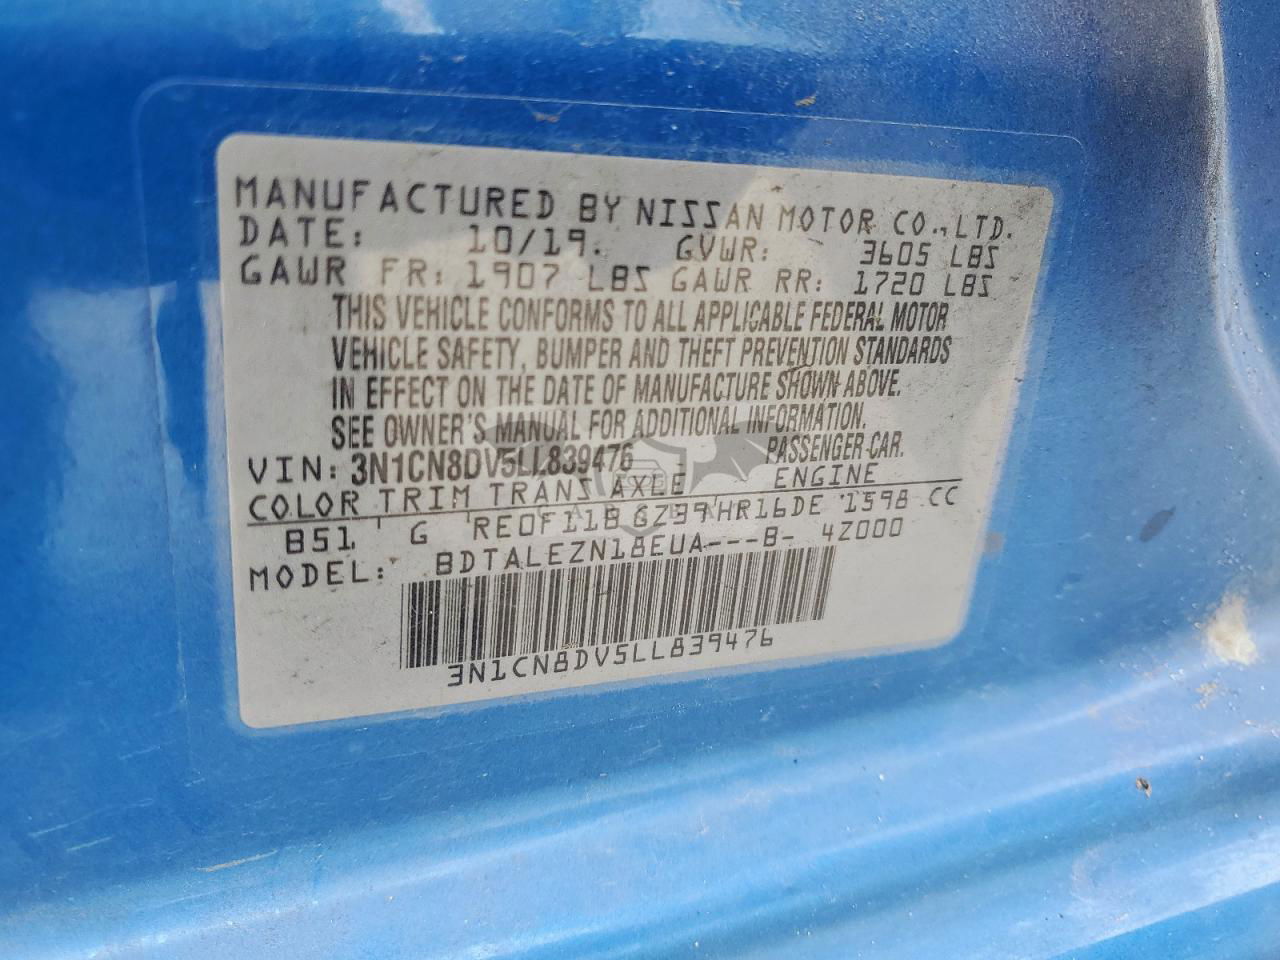 MANUFACTURED BY NISSAN MOTOR CO., LTD.
DATE: 10/19. GVWR: 3605 LBS
GAWR FR: 1907 LBS GAWR RR: 1720 LBS
THIS VEHICLE CONFORMS TO ALL APPLICABLE FEDERAL MOTOR
VEHICLE SAFETY, BUMPER AND THEFT PREVENTION STANDARDS
IN EFFECT ON THE DATE OF MANUFACTURE SHOWN ABOVE.
SEE OWNER'S MANUAL FOR ADDITIONAL INFORMATION.
VIN: 3N1CN8DV5LL839476 PASSENGER CAR.
COLOR TRIM TRANS AXLE ENGINE
B51 G RE0F11B GZ39 HR16DE 1598 CC
MODEL: BDTALEZN18EUA---B- 4Z000
3N1CN8DV5LL839476